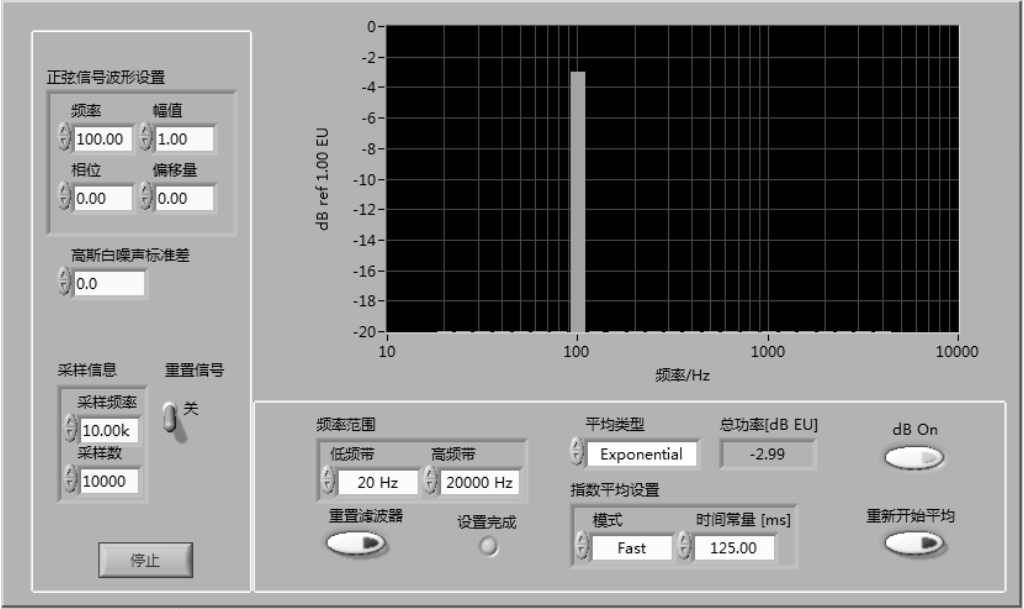 正弦信号波形设置
频率 幅值
100.00 1.00
相位 偏移量
0.00 0.00
高斯白噪声标准差
0.0
采样信息 重置信号
采样频率 关
10.00k
采样数
10000
停止
0
-2
-4
-6
-8
-10
-12
-14
-16
-18
-20
dB ref 1.00 EU
10 100 1000 10000
频率/Hz
频率范围
低频带 高频带
20 Hz 20000 Hz
重置滤波器 设置完成
平均类型 总功率[dB EU]
Exponential -2.99
指数平均设置
模式 时间常量 [ms]
Fast 125.00
dB On
重新开始平均